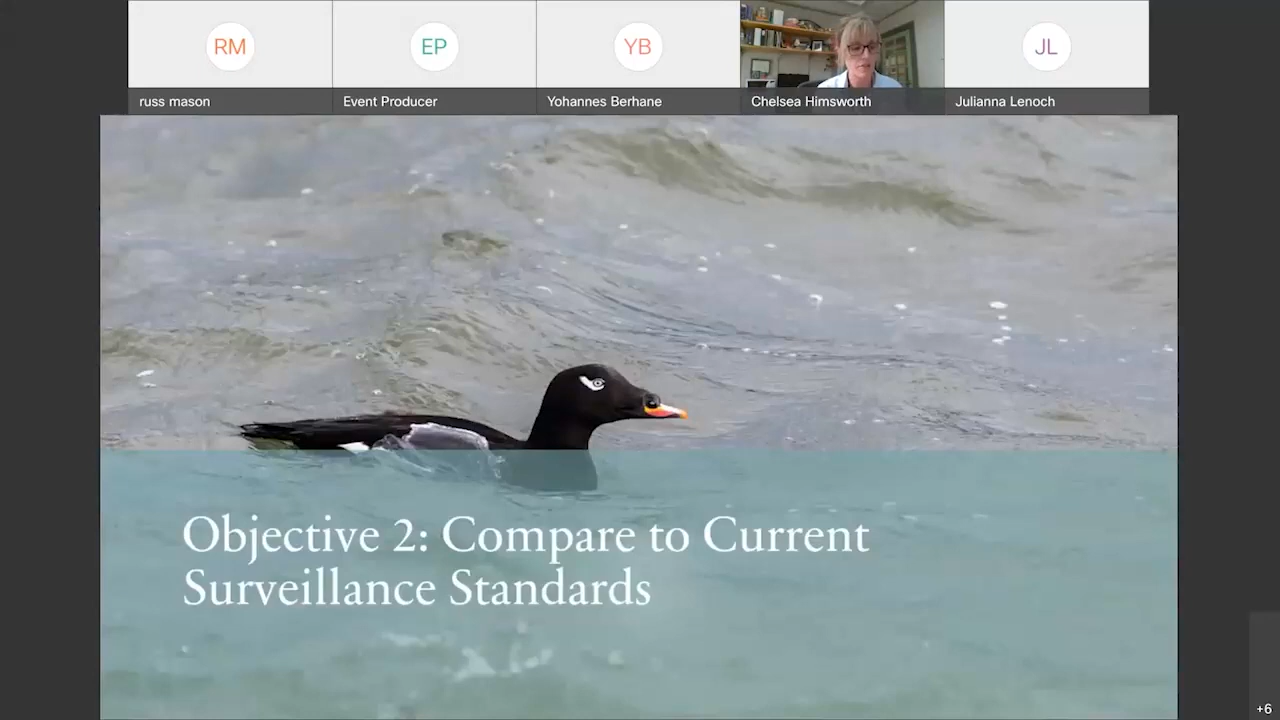 RM
EP
YB
JL
russ mason
Event Producer
Yohannes Berhane
Chelsea Himsworth
Julianna Lenoch
Objective 2: Compare to Current
Surveillance Standards
+6